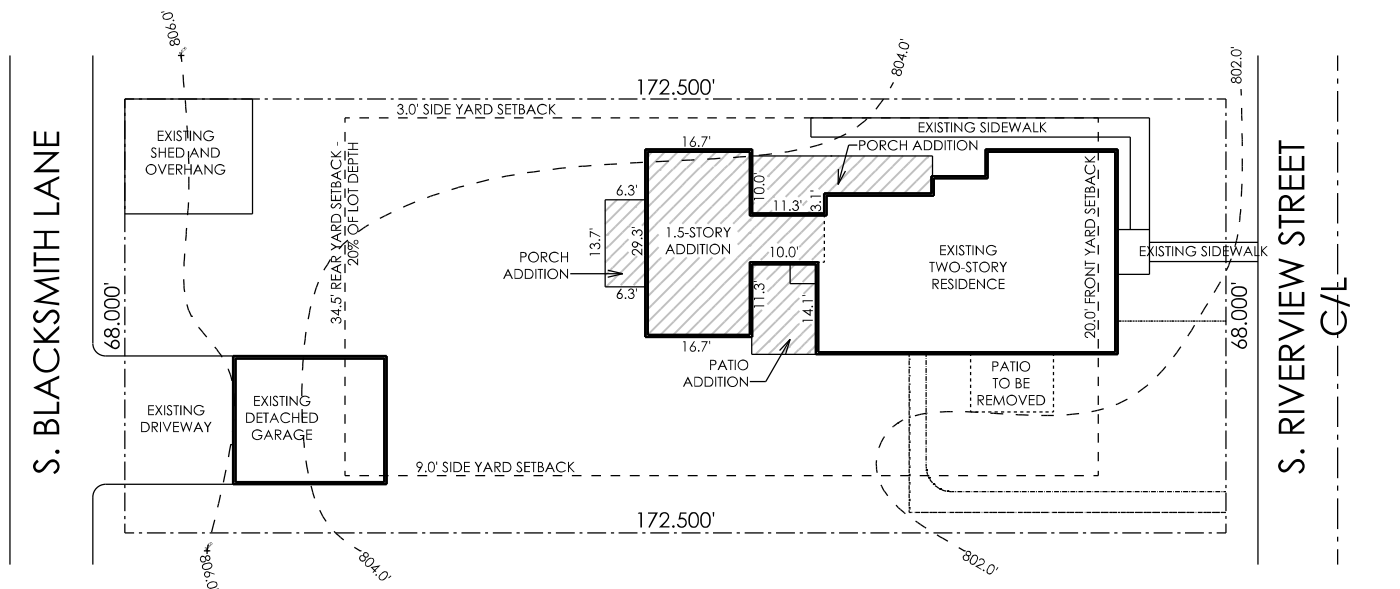 806.0'
804.0'
802.0'
172.500'
3.0' SIDE YARD SETBACK
EXISTING SIDEWALK
EXISTING
SHED AND
OVERHANG
16.7'
PORCH ADDITION
34.5' REAR YARD SETBACK -
20% OF LOT DEPTH
10.0'
6.3'
11.3'
3.1'
S. BLACKSMITH LANE
13.7'
29.3'
1.5-STORY
ADDITION
PORCH
ADDITION
10.0'
EXISTING
TWO-STORY
RESIDENCE
20.0' FRONT YARD SETBACK
EXISTING SIDEWALK
S. RIVERVIEW STREET
C/L
6.3'
11.3'
14.1'
68.000'
68.000'
16.7'
PATIO
ADDITION
PATIO
TO BE
REMOVED
EXISTING
DRIVEWAY
EXISTING
DETACHED
GARAGE
9.0' SIDE YARD SETBACK
172.500'
806.0'
804.0'
802.0'